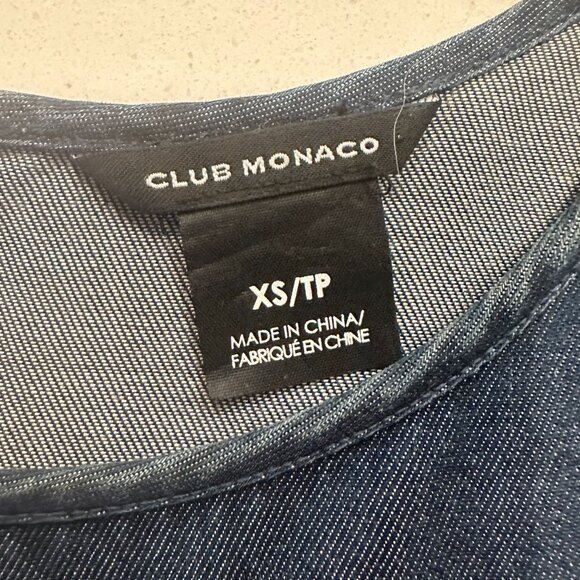 CLUB MONACO
XS/TP
MADE IN CHINA/
FABRIQUÉ EN CHINE